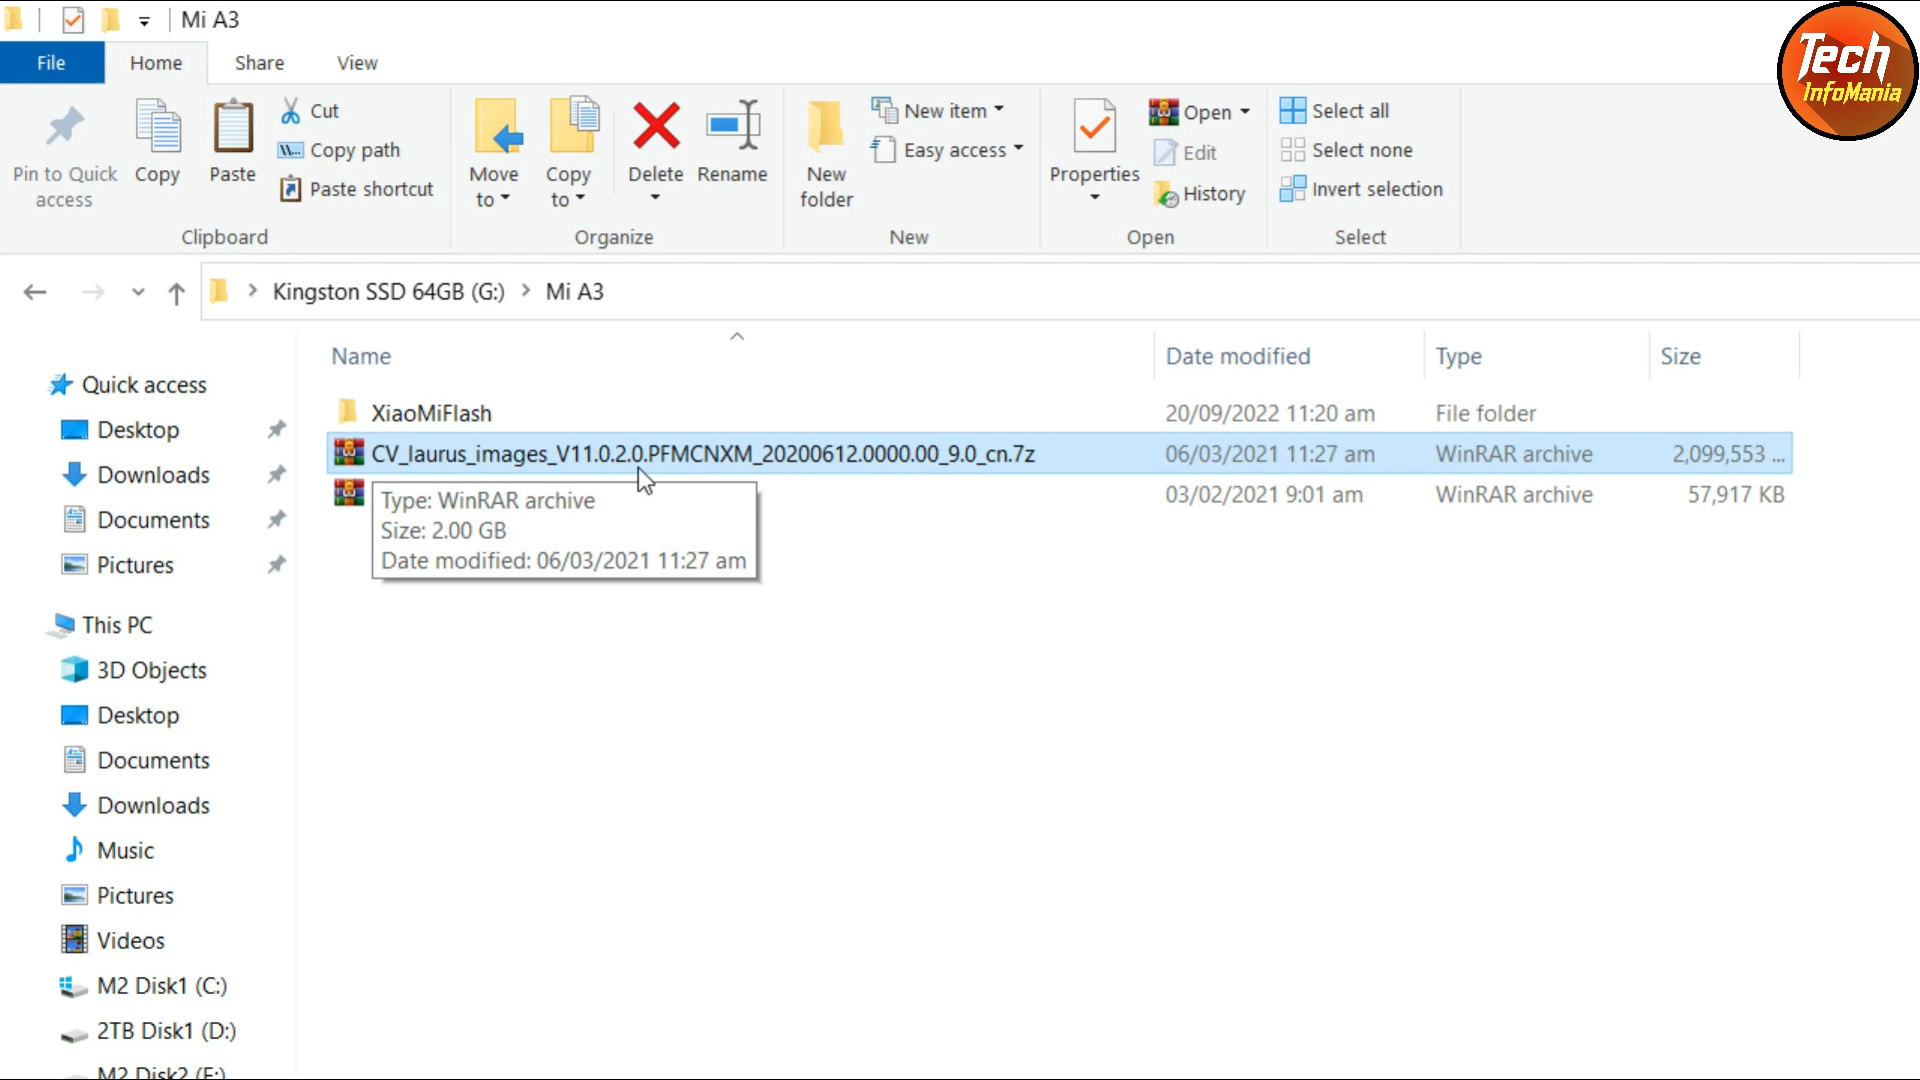 Mi A3
Tech
InfoMania
File Home Share View
Pin to Quick access
Copy
Paste
Cut
Copy path
Paste shortcut
Clipboard
Move to
Copy to
Delete
Rename
Organize
New folder
New item
Easy access
New
Properties
Open
Edit
History
Open
Select all
Select none
Invert selection
Select
Kingston SSD 64GB (G:) > Mi A3
Name Date modified Type Size
XiaoMiFlash 20/09/2022 11:20 am File folder
CV_laurus_images_V11.0.2.0.PFMCNXM_20200612.0000.00_9.0_cn.7z 06/03/2021 11:27 am WinRAR archive 2,099,553 ...
03/02/2021 9:01 am WinRAR archive 57,917 KB
Type: WinRAR archive
Size: 2.00 GB
Date modified: 06/03/2021 11:27 am
Quick access
Desktop
Downloads
Documents
Pictures
This PC
3D Objects
Desktop
Documents
Downloads
Music
Pictures
Videos
M2 Disk1 (C:)
2TB Disk1 (D:)
M2 Disk2 (E:)